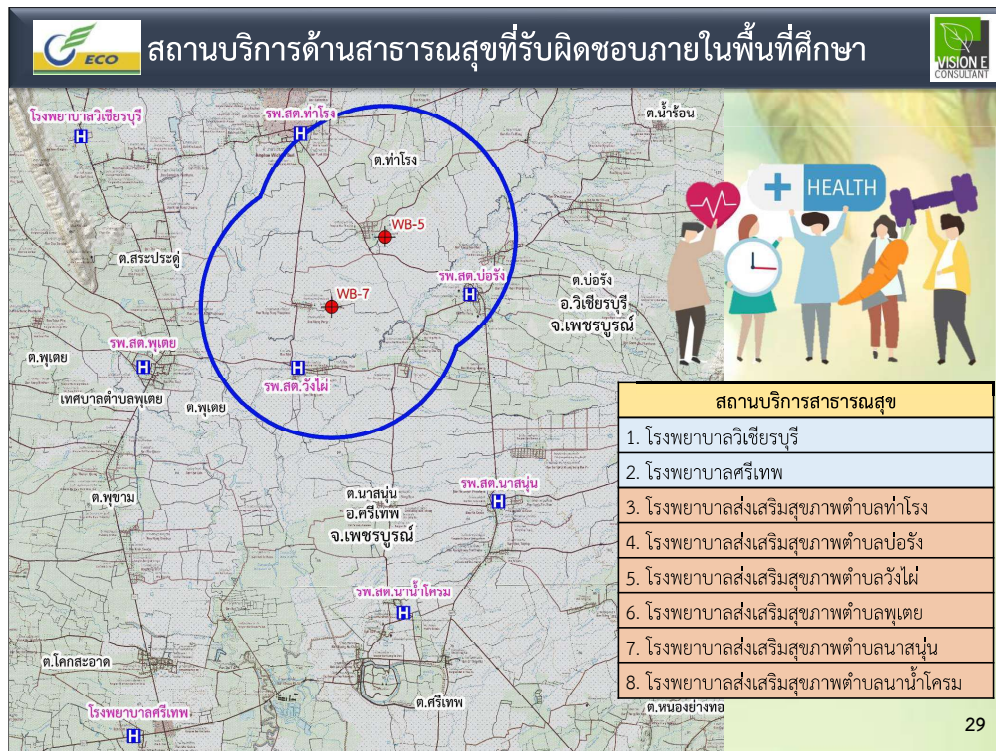 ECO
สถานบริการด้านสาธารณสุขที่รับผิดชอบภายในพื้นที่ศึกษา
VISION E
CONSULTANT
โรงพยาบาลวิเชียรบุรี
รพ.สต.ท่าโรง
ต.น้ำร้อน
ต.ท่าโรง
WB-5
ต.สระประดู่
รพ.สต.บ่อรัง
ต.บ่อรัง
อ.วิเชียรบุรี
จ.เพชรบูรณ์
WB-7
รพ.สต.พุเตย
ต.พุเตย
เทศบาลตำบลพุเตย
รพ.สต.วังไผ่
ต.พุเตย
รพ.สต.นาสนุ่น
ต.พุขาม
ต.นาสนุ่น
อ.ศรีเทพ
จ.เพชรบูรณ์
รพ.สต.นาน้ำโครม
ต.โคกสะอาด
ต.ศรีเทพ
โรงพยาบาลศรีเทพ
ต.หนองย่างทอ
H
H
H
H
H
H
H
H
HEALTH
สถานบริการสาธารณสุข
1. โรงพยาบาลวิเชียรบุรี
2. โรงพยาบาลศรีเทพ
3. โรงพยาบาลส่งเสริมสุขภาพตำบลท่าโรง
4. โรงพยาบาลส่งเสริมสุขภาพตำบลบ่อรัง
5. โรงพยาบาลส่งเสริมสุขภาพตำบลวังไผ่
6. โรงพยาบาลส่งเสริมสุขภาพตำบลพุเตย
7. โรงพยาบาลส่งเสริมสุขภาพตำบลนาสนุ่น
8. โรงพยาบาลส่งเสริมสุขภาพตำบลนาน้ำโครม
29